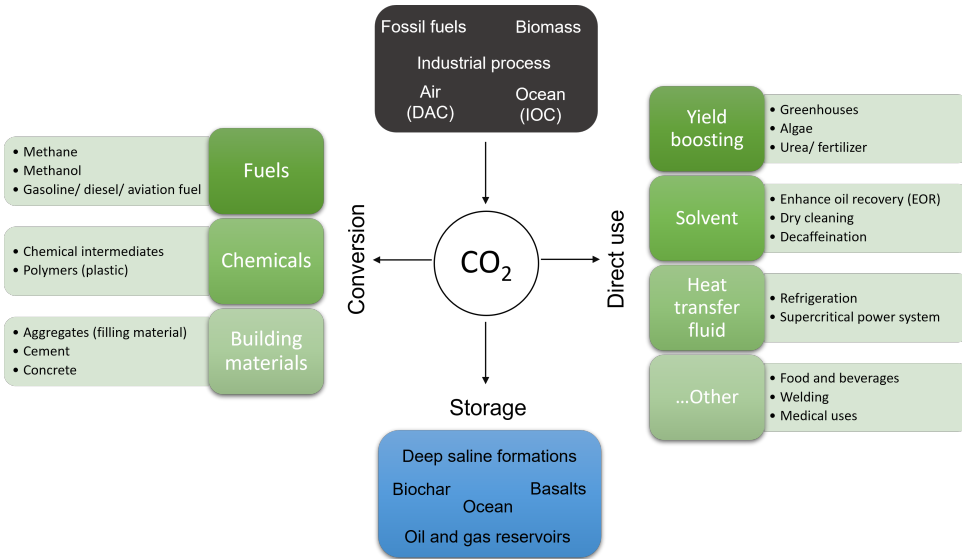 Fossil fuels Biomass
Industrial process
Air Ocean
(DAC) (IOC)
• Methane
• Methanol
• Gasoline/ diesel/ aviation fuel
Fuels
• Chemical intermediates
• Polymers (plastic)
Chemicals
• Aggregates (filling material)
• Cement
• Concrete
Building
materials
Conversion
CO₂
Direct use
Yield
boosting
• Greenhouses
• Algae
• Urea/ fertilizer
Solvent
• Enhance oil recovery (EOR)
• Dry cleaning
• Decaffeination
Heat
transfer
fluid
• Refrigeration
• Supercritical power system
...Other
• Food and beverages
• Welding
• Medical uses
Storage
Deep saline formations
Biochar Basalts
Ocean
Oil and gas reservoirs